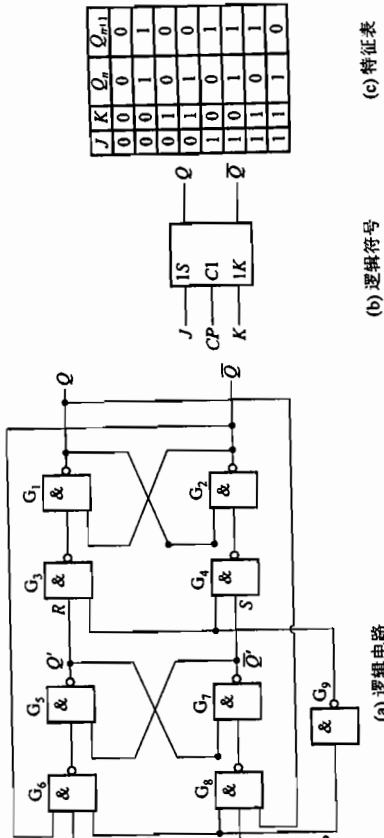 G₆ &
G₅ &
Q'
R
G₃ &
G₁ &
Q
G₈ &
G₇ &
Q̅'
S
G₄ &
G₂ &
Q̅
G₉ &
(a) 逻辑电路
J 1S Q
CP C1
K 1K Q̅
(b) 逻辑符号
J K Qₙ Qₙ₊₁
0 0 0 0
0 0 1 1
0 1 0 0
0 1 1 0
1 0 0 1
1 0 1 1
1 1 0 1
1 1 1 0
(c) 特征表